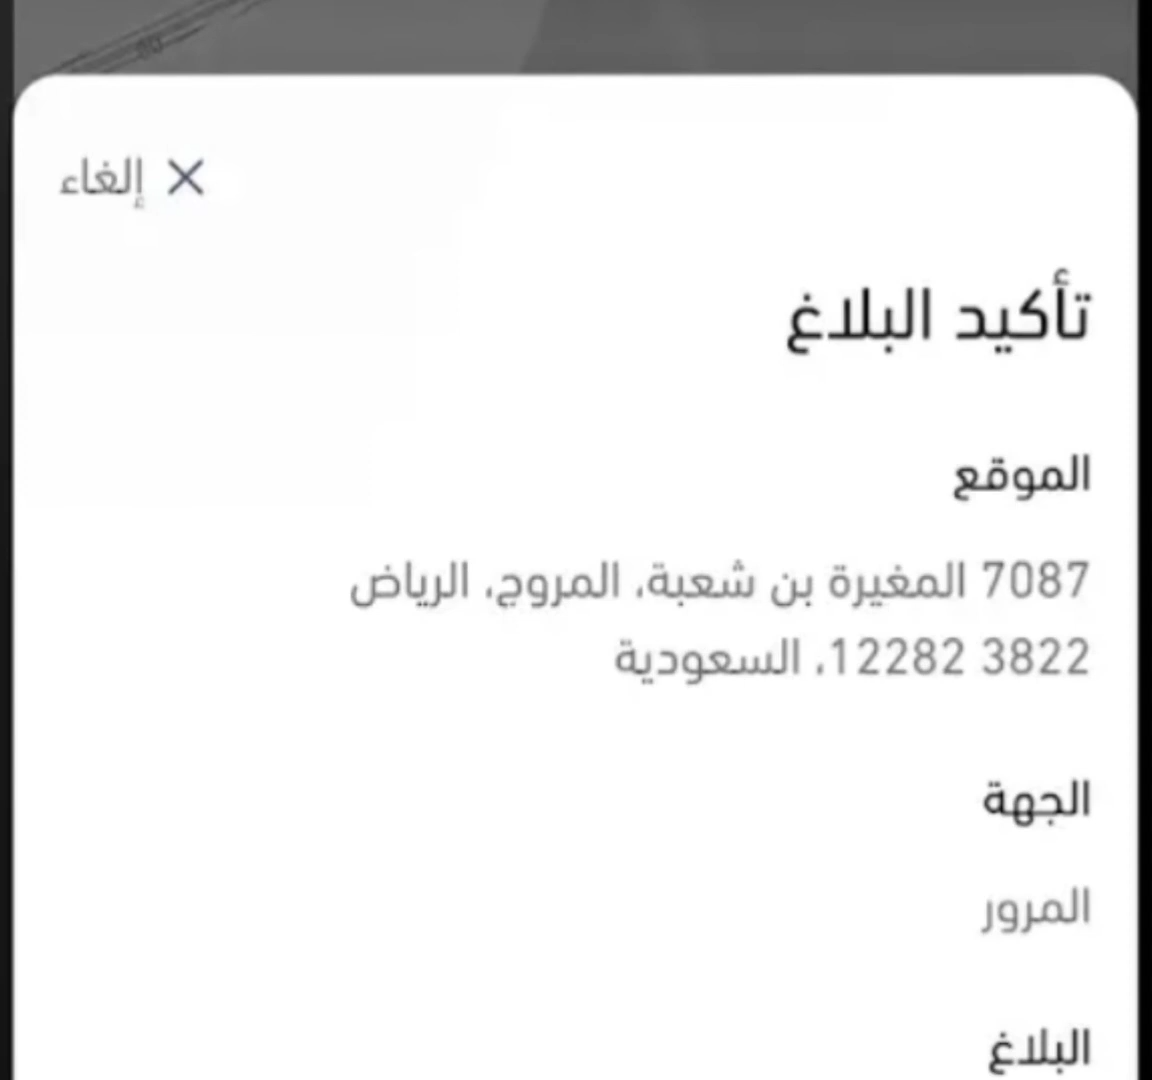 إلغاء
تأكيد البلاغ
الموقع
7087 المغيرة بن شعبة، المروج، الرياض
3822 12282، السعودية
الجهة
المرور
البلاغ